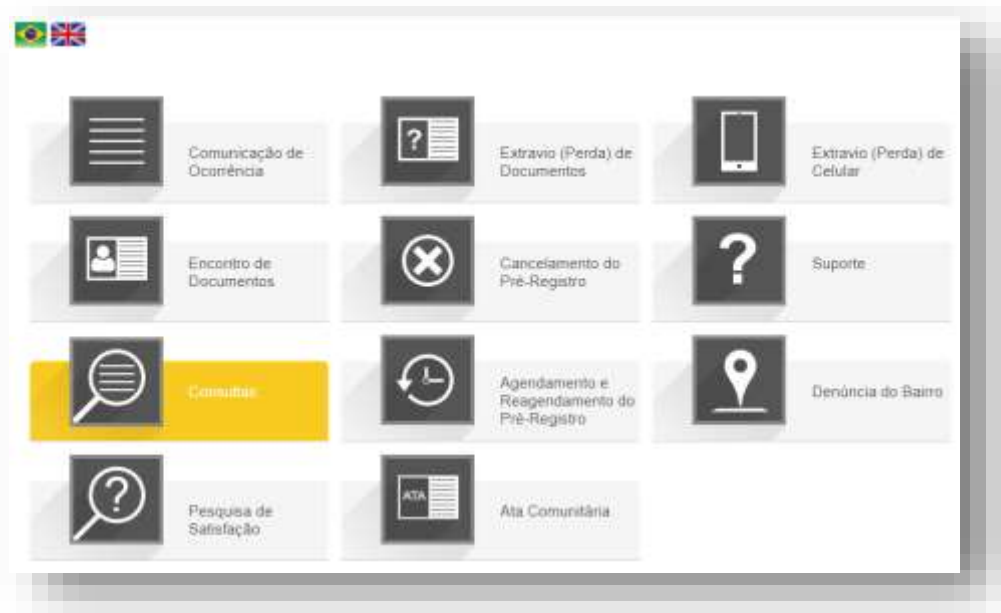 Comunicação de
Ocorrência
?
Extravio (Perda) de
Documentos
Extravio (Perda) de
Celular
Encontro de
Documentos
Cancelamento do
Pré-Registro
?
Suporte
Consultas
Agendamento e
Reagendamento do
Pré-Registro
Denúncia do Bairro
?
Pesquisa de
Satisfação
ATA
Ata Comunitária